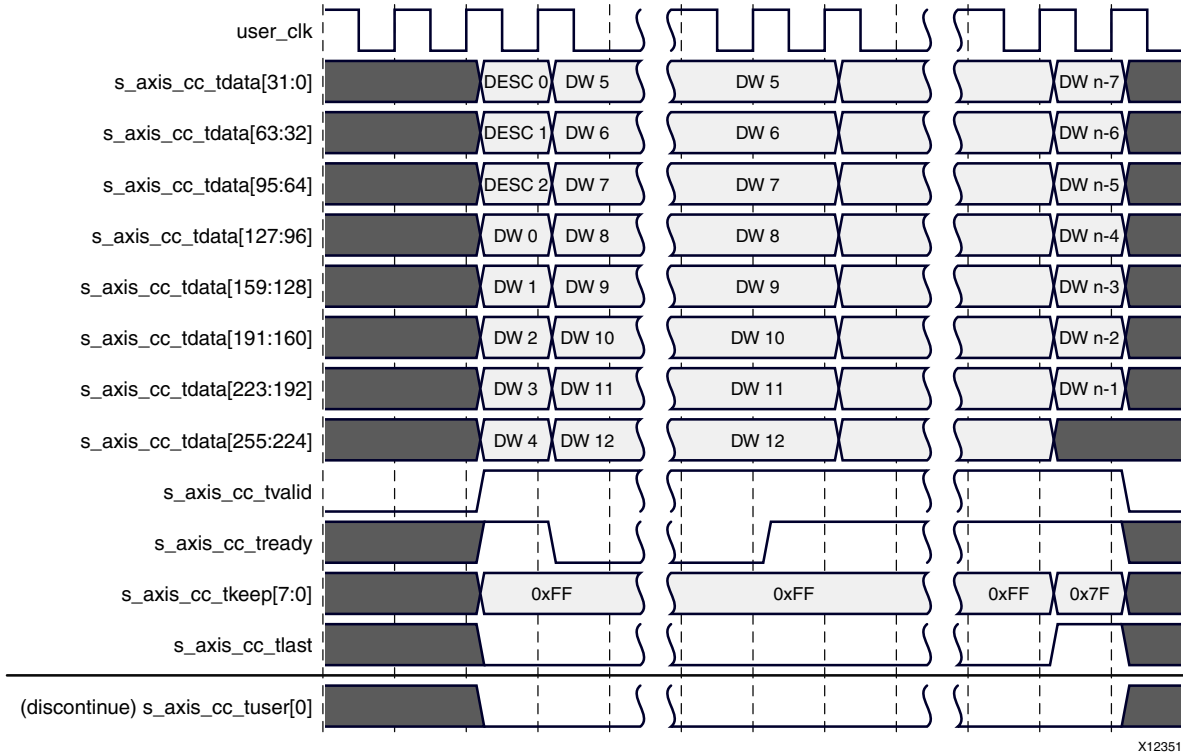 user_clk
s_axis_cc_tdata[31:0] DESC 0 DW 5 DW 5 DW n-7
s_axis_cc_tdata[63:32] DESC 1 DW 6 DW 6 DW n-6
s_axis_cc_tdata[95:64] DESC 2 DW 7 DW 7 DW n-5
s_axis_cc_tdata[127:96] DW 0 DW 8 DW 8 DW n-4
s_axis_cc_tdata[159:128] DW 1 DW 9 DW 9 DW n-3
s_axis_cc_tdata[191:160] DW 2 DW 10 DW 10 DW n-2
s_axis_cc_tdata[223:192] DW 3 DW 11 DW 11 DW n-1
s_axis_cc_tdata[255:224] DW 4 DW 12 DW 12
s_axis_cc_tvalid
s_axis_cc_tready
s_axis_cc_tkeep[7:0] 0xFF 0xFF 0xFF 0x7F
s_axis_cc_tlast
(discontinue) s_axis_cc_tuser[0]
X12351